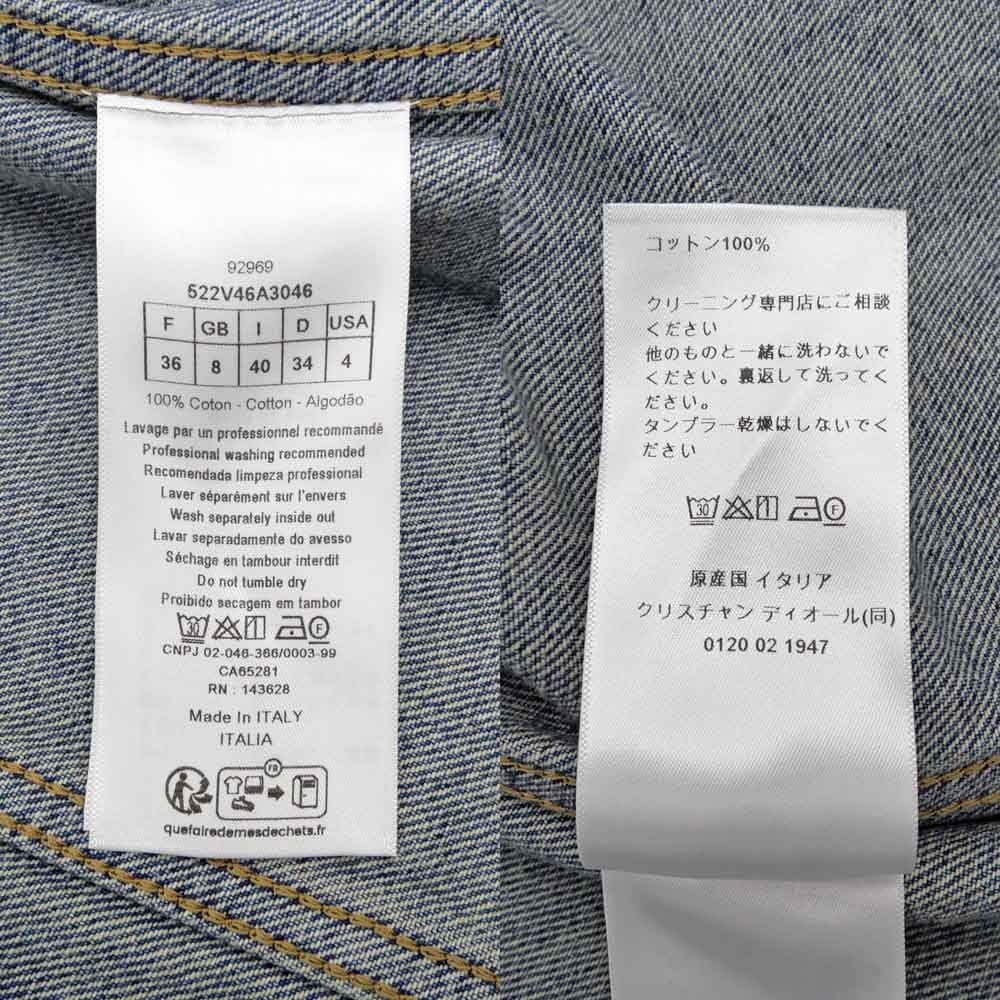 92969
522V46A3046
F GB I D USA
36 8 40 34 4
100% Coton - Cotton - Algodão
Lavage par un professionnel recommandé
Professional washing recommended
Recomendada limpeza professional
Laver séparément sur l'envers
Wash separately inside out
Lavar separadamente do avesso
Séchage en tambour interdit
Do not tumble dry
Proibido secagem em tambor
30 F
CNPJ 02-046-366/0003-99
CA65281
RN : 143628
Made In ITALY
ITALIA
FR
quefairedemesdechets.fr
コットン100%
クリーニング専門店にご相談
ください
他のものと一緒に洗わないで
ください。裏返して洗ってく
ださい。
タンブラー乾燥はしないでく
ださい
30 F
原産国 イタリア
クリスチャン ディオール(同)
0120 02 1947